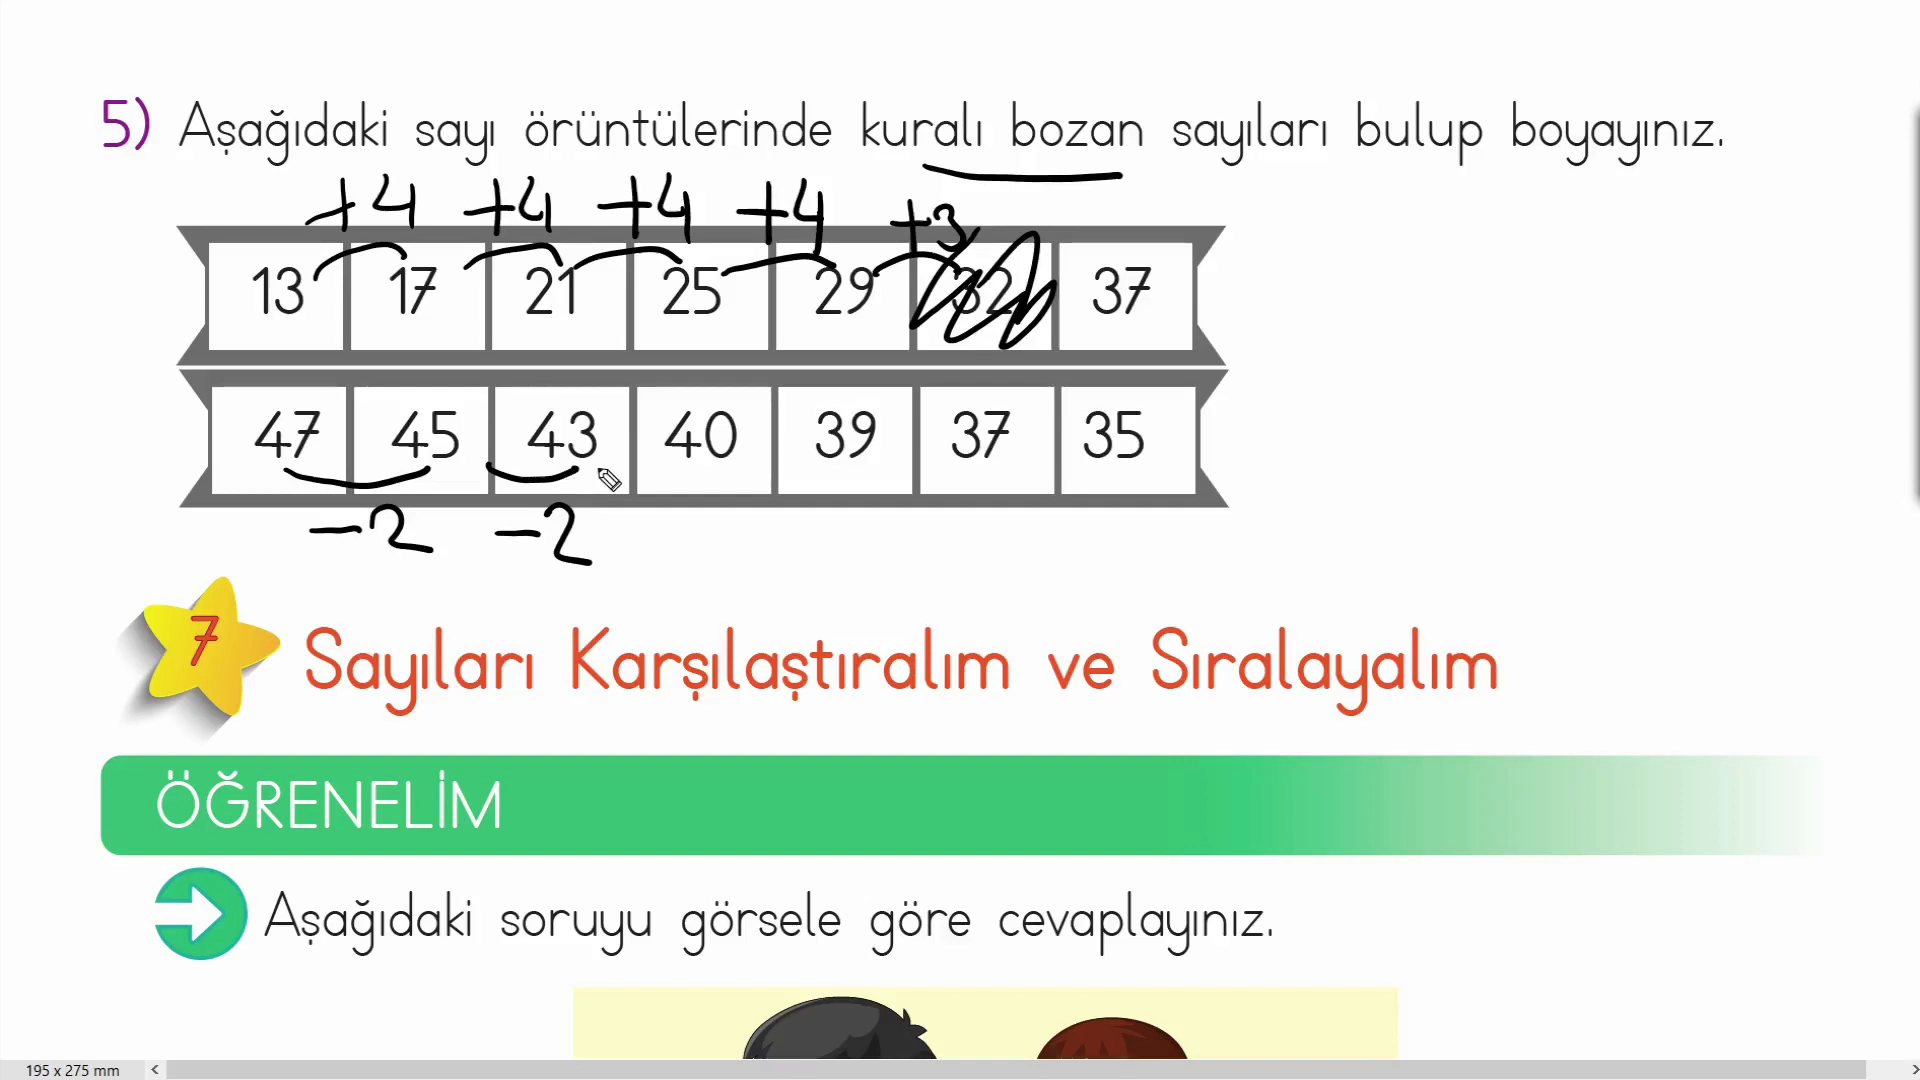 5) Aşağıdaki sayı örüntülerinde kuralı bozan sayıları bulup boyayınız.
+4 +4 +4 +4 +3
13 17 21 25 29 32 37
47 45 43 40 39 37 35
-2 -2
7 Sayıları Karşılaştıralım ve Sıralayalım
ÖĞRENELİM
Aşağıdaki soruyu görsele göre cevaplayınız.
195 x 275 mm